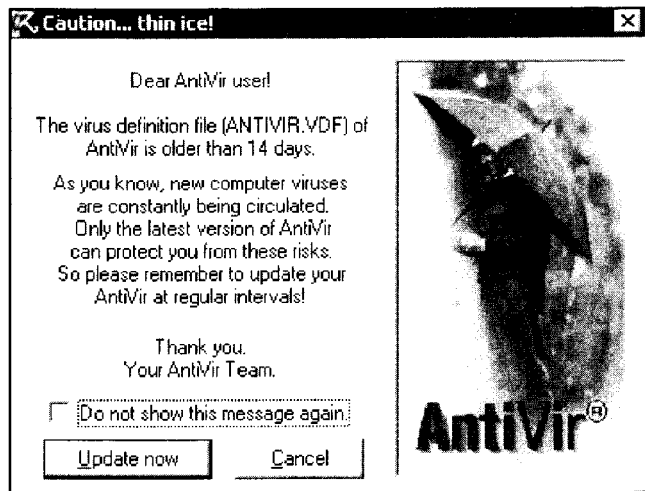 Caution... thin ice!
Dear AntiVir user!
The virus definition file (ANTIVIR.VDF) of
AntiVir is older than 14 days.
As you know, new computer viruses
are constantly being circulated.
Only the latest version of AntiVir
can protect you from these risks.
So please remember to update your
AntiVir at regular intervals!
Thank you.
Your AntiVir Team.
Do not show this message again.
Update now
Cancel
AntiVir®